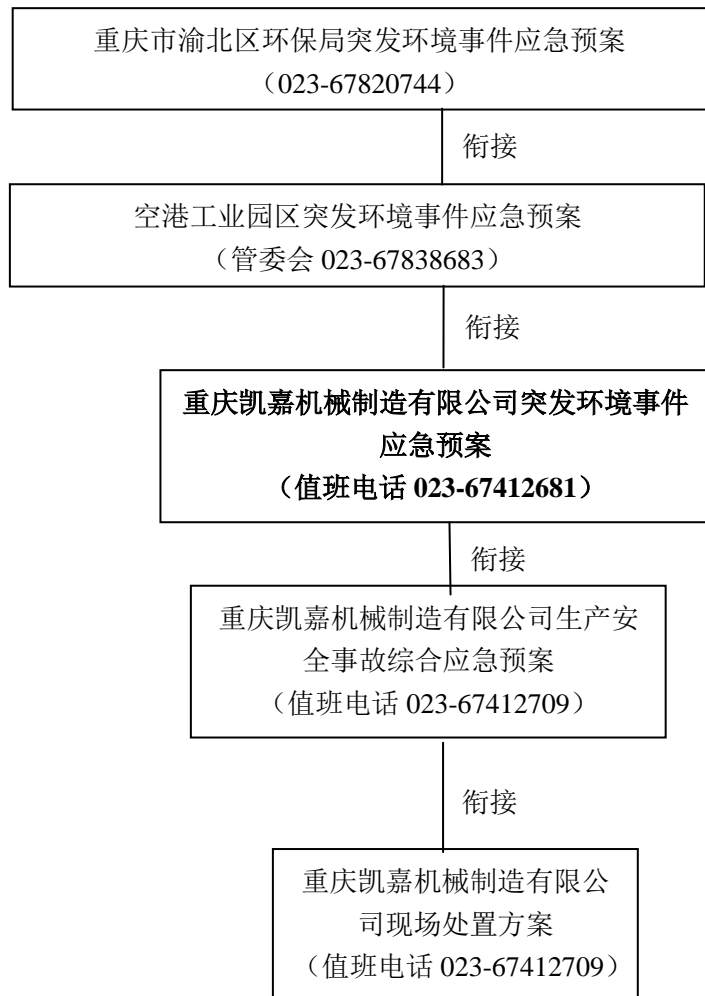 重庆市渝北区环保局突发环境事件应急预案
（023-67820744）
衔接
空港工业园区突发环境事件应急预案
（管委会 023-67838683）
衔接
重庆凯嘉机械制造有限公司突发环境事件
应急预案
（值班电话 023-67412681）
衔接
重庆凯嘉机械制造有限公司生产安
全事故综合应急预案
（值班电话 023-67412709）
衔接
重庆凯嘉机械制造有限公
司现场处置方案
（值班电话 023-67412709）